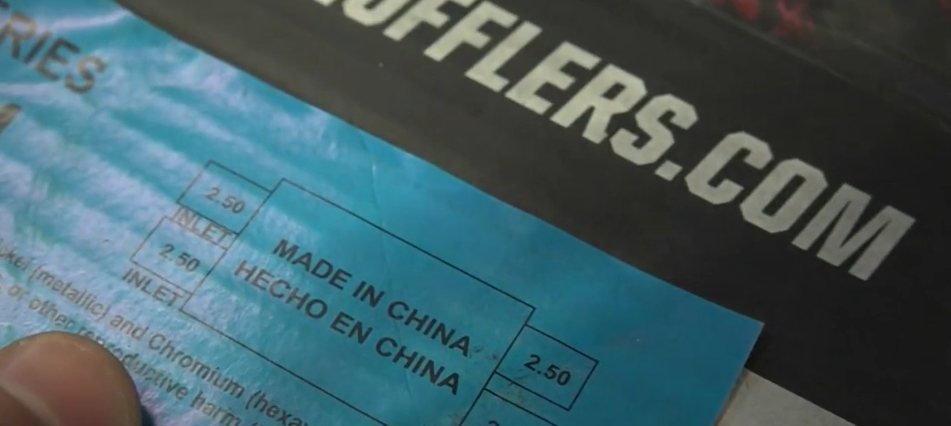 UFFLERS.COM
RIES
2.50
INLET
2.50
INLET
MADE IN CHINA
HECHO EN CHINA
2.50
(metallic) and Chromium (hexa
or other reproductive harm